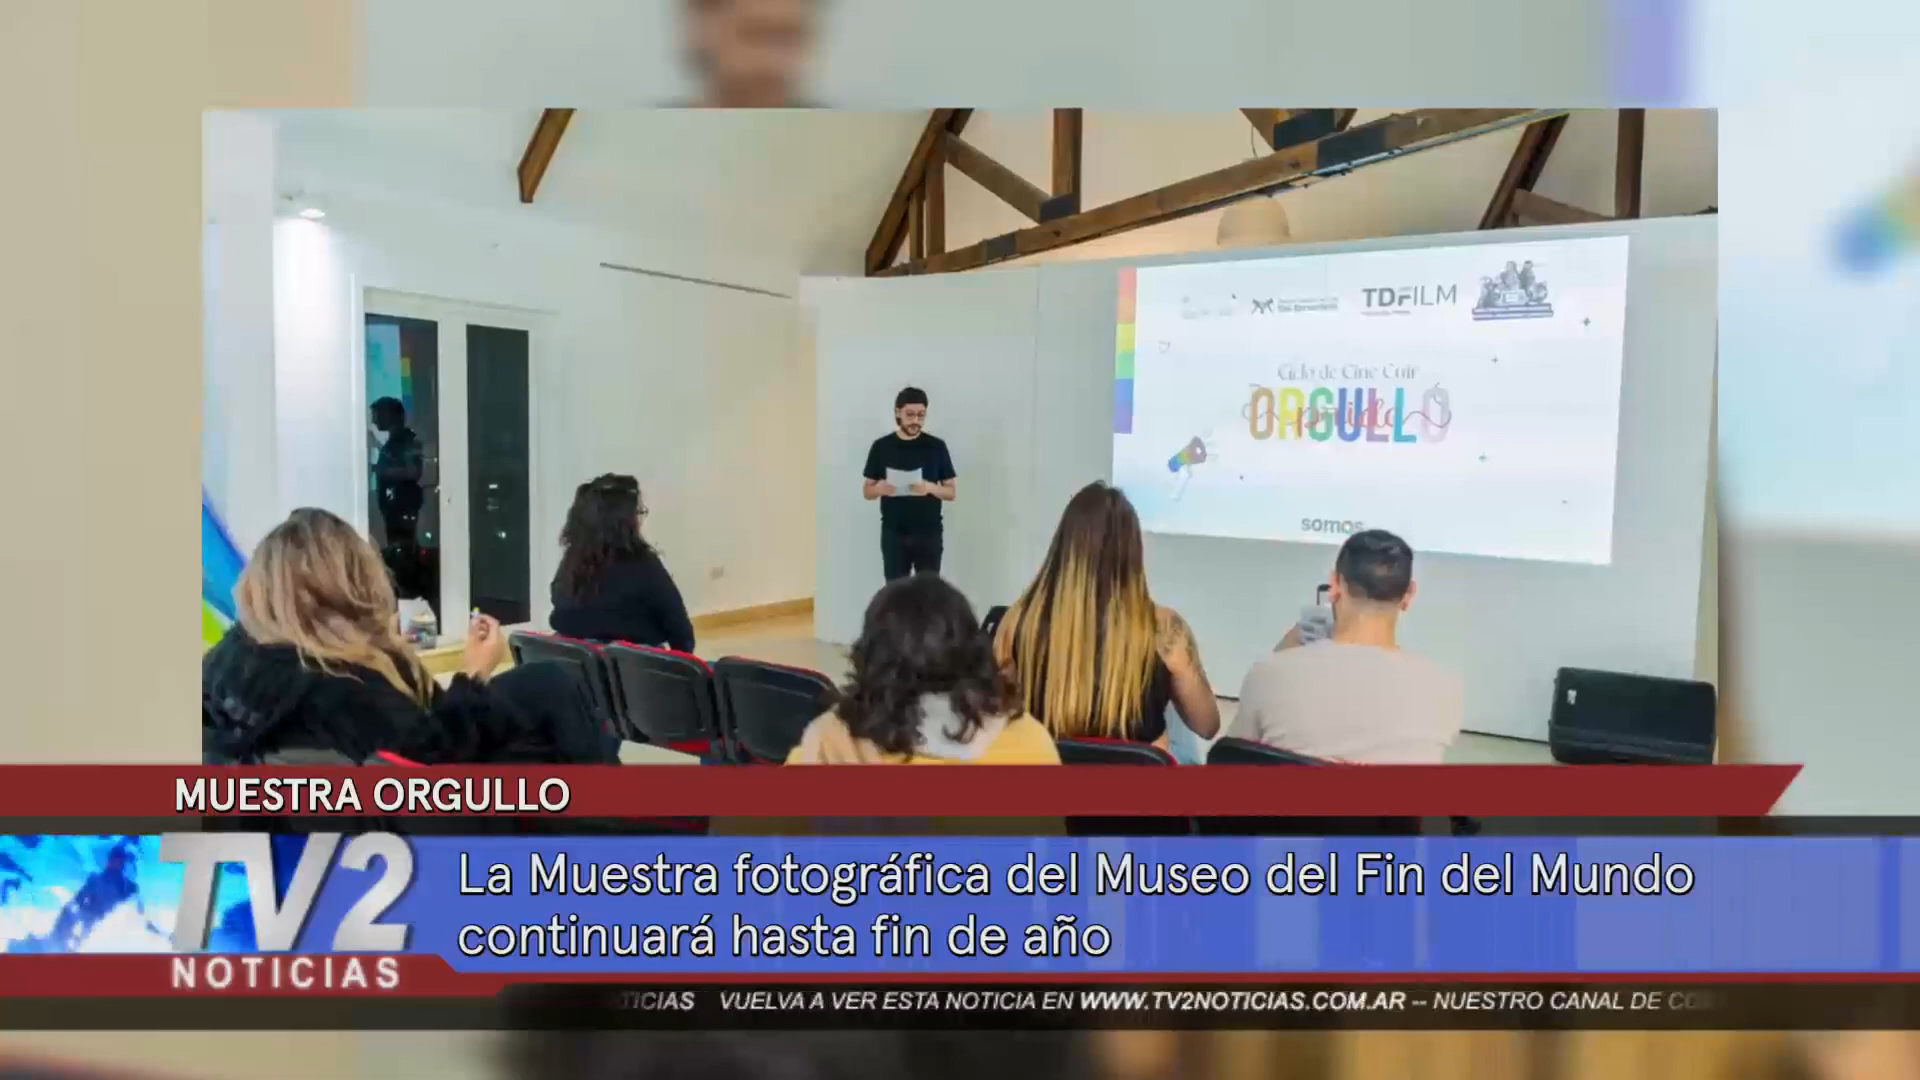 TDFILM
Ciclo de Cine Cuir
ORGULLO
pride
somos
MUESTRA ORGULLO
TV2
NOTICIAS
La Muestra fotográfica del Museo del Fin del Mundo
continuará hasta fin de año
VUELVA A VER ESTA NOTICIA EN WWW.TV2NOTICIAS.COM.AR -- NUESTRO CANAL DE